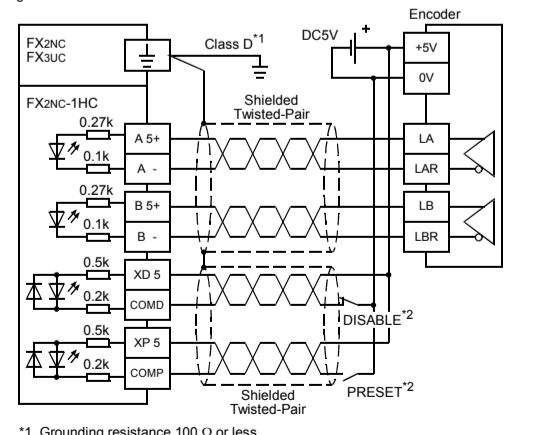 Encoder
FX2NC
FX3UC
Class D*1
DC5V
+
+5V
0V
FX2NC-1HC
Shielded
Twisted-Pair
0.27k
A 5+
LA
0.1k
A -
LAR
0.27k
B 5+
LB
0.1k
B -
LBR
0.5k
XD 5
0.2k
COMD
DISABLE*2
0.5k
XP 5
0.2k
COMP
PRESET*2
Shielded
Twisted-Pair
*1 Grounding resistance 100 Ω or less